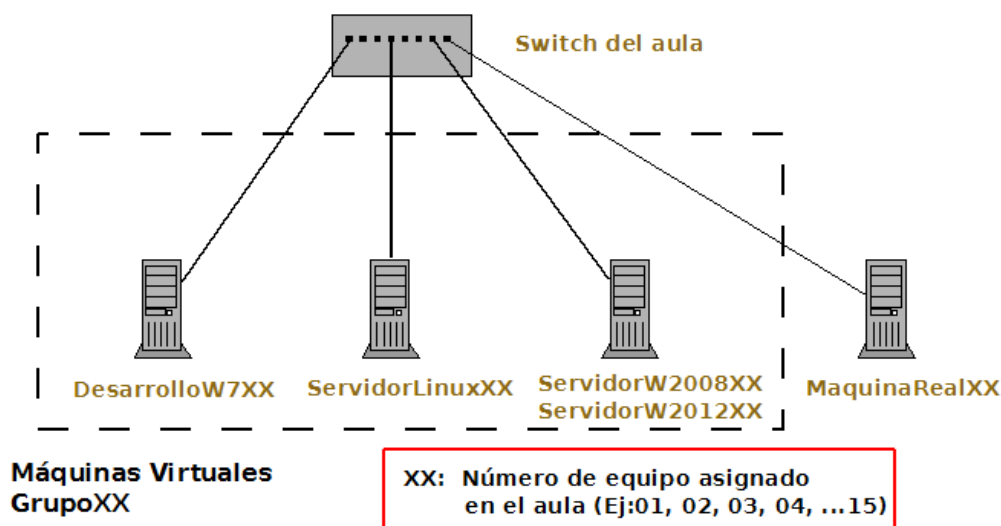 Switch del aula
DesarrolloW7XX
ServidorLinuxXX
ServidorW2008XX
ServidorW2012XX
MaquinaRealXX
Máquinas Virtuales
GrupoXX
XX: Número de equipo asignado
en el aula (Ej:01, 02, 03, 04, ...15)